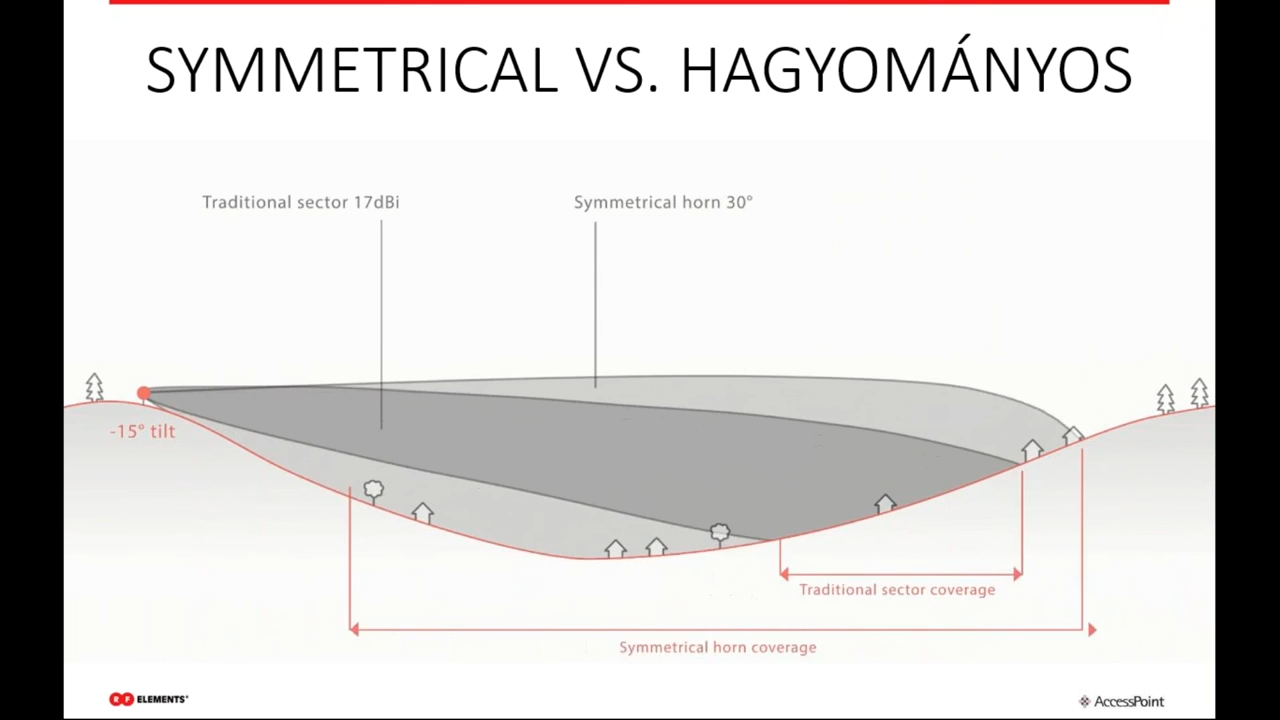 SYMMETRICAL VS. HAGYOMÁNYOS
Traditional sector 17dBi
Symmetrical horn 30°
-15° tilt
Traditional sector coverage
Symmetrical horn coverage
RF ELEMENTS
AccessPoint